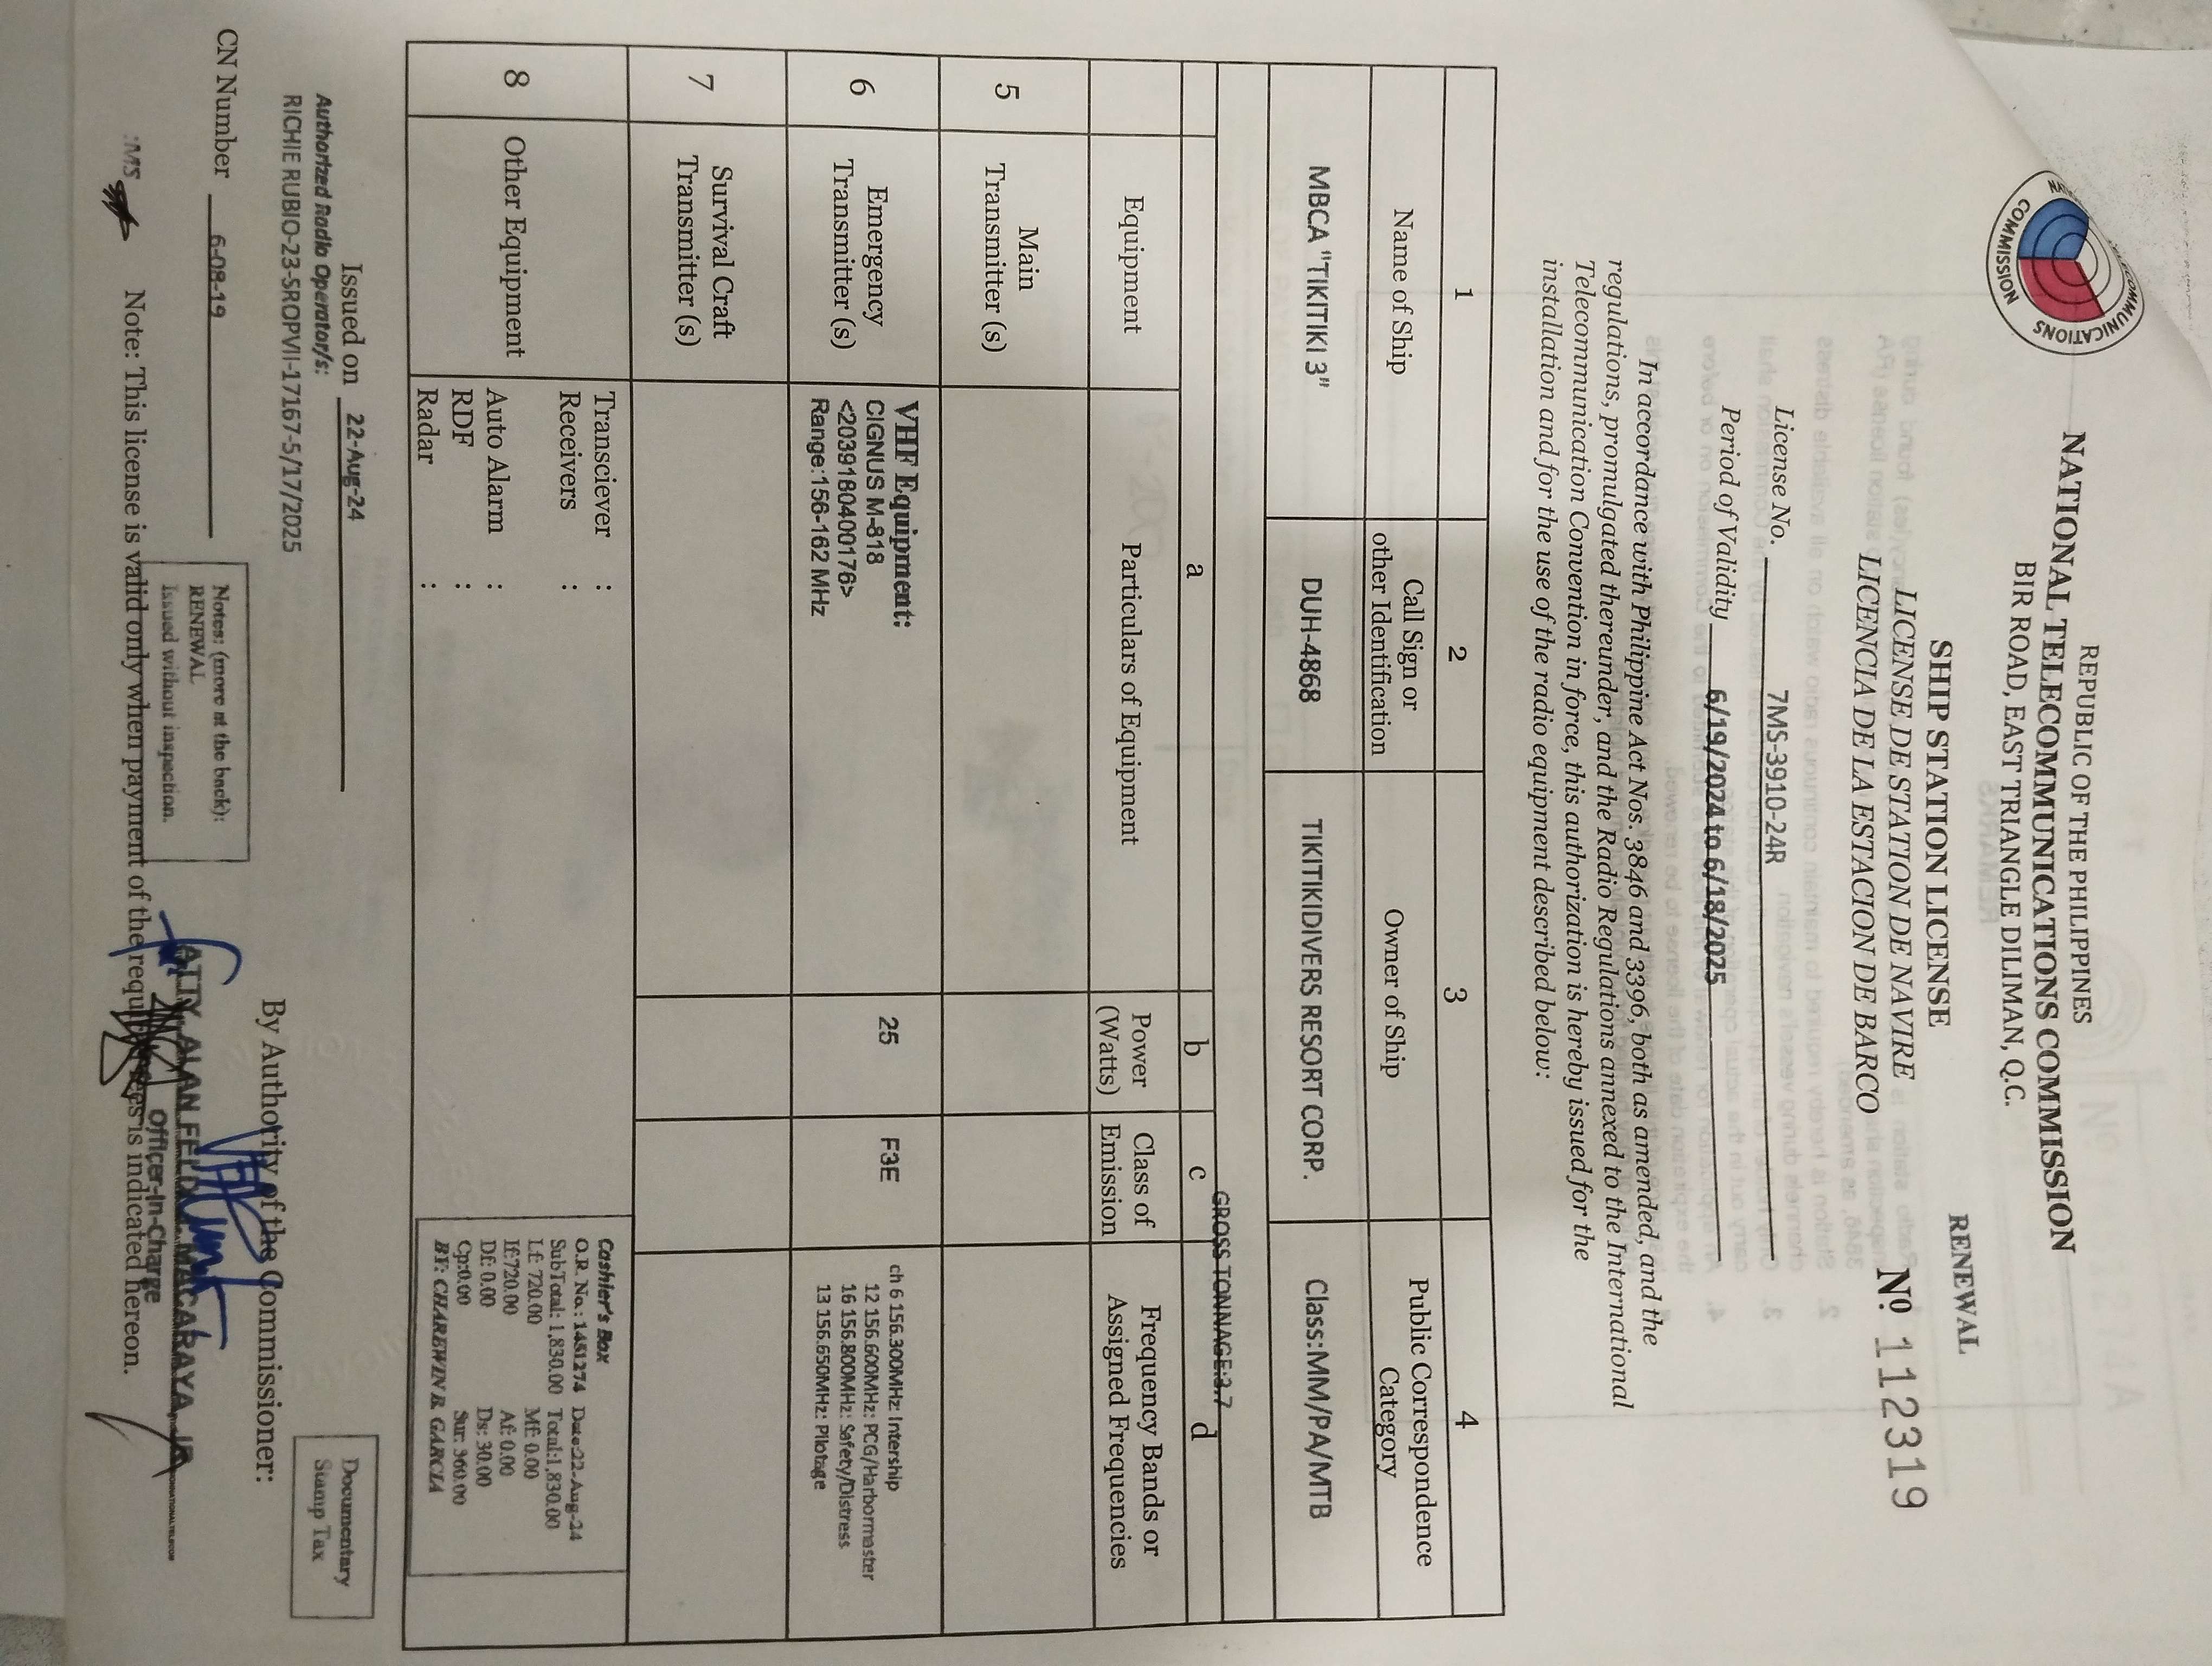 REPUBLIC OF THE PHILIPPINES
NATIONAL TELECOMMUNICATIONS COMMISSION
BIR ROAD, EAST TRIANGLE DILIMAN, Q.C.
COMMISSION
RENEWAL
SHIP STATION LICENSE
LICENSE DE STATION DE NAVIRE
LICENCIA DE LA ESTACION DE BARCO
Nº 112319
License No. 7MS-3910-24R
Period of Validity 6/19/2024 to 6/18/2025
In accordance with Philippine Act Nos. 3846 and 3396, both as amended, and the
regulations, promulgated thereunder, and the Radio Regulations annexed to the International
Telecommunication Convention in force, this authorization is hereby issued for the
installation and for the use of the radio equipment described below:
1 2 3 4
Name of Ship
Call Sign or
other Identification
Owner of Ship
Public Correspondence
Category
MBCA "TIKITIKI 3" DUH-4868 TIKITIKIDIVERS RESORT CORP. Class:MM/PA/MTB
GROSS TONNAGE:3.7
a b c d
Equipment
Particulars of Equipment
Power
(Watts)
Class of
Emission
Frequency Bands or
Assigned Frequencies
5
Main
Transmitter (s)
6
Emergency
Transmitter (s)
VHF Equipment:
CIGNUS M-818
<2039180400176>
Range:156-162 MHz
25
F3E
ch 6 156.300MHz: Intership
12 156.600MHz: PCG/Harbormaster
16 156.800MHz: Safety/Distress
13 156.650MHz: Pilotage
7
Survival Craft
Transmitter (s)
8
Other Equipment
Transciever :
Receivers :
Auto Alarm :
RDF :
Radar :
Cashier's Box
O.R. No.: 1451274 Date:22-Aug-24
SubTotal: 1,830.00 Total:1,830.00
Lf: 720.00 Mf: 0.00
If:720.00 Af: 0.00
Df: 0.00 Ds: 30.00
Cp:0.00 Sur: 360.00
BY: CHAREWIN B. GARCIA
Issued on 22-Aug-24
Documentary
Stamp Tax
Authorized Radio Operator/s:
RICHIE RUBIO-23-SROPVII-17167-5/17/2025
By Authority of the Commissioner:
CN Number 6-08-19
Notes: (more at the back):
RENEWAL
Issued without inspection.
ATTY. ALAN MACARAYA, JR
Officer-In-Charge
:MS
Note: This license is valid only when payment of the required fees is indicated hereon.